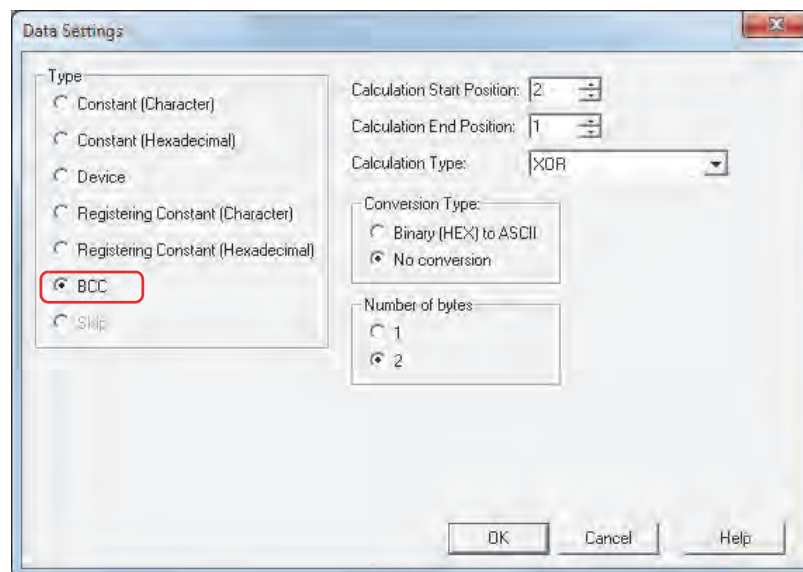 Data Settings
Type
Constant (Character)
Constant (Hexadecimal)
Device
Registering Constant (Character)
Registering Constant (Hexadecimal)
BCC
Skip
Calculation Start Position: 2
Calculation End Position: 1
Calculation Type: XOR
Conversion Type:
Binary (HEX) to ASCII
No conversion
Number of bytes
1
2
OK Cancel Help